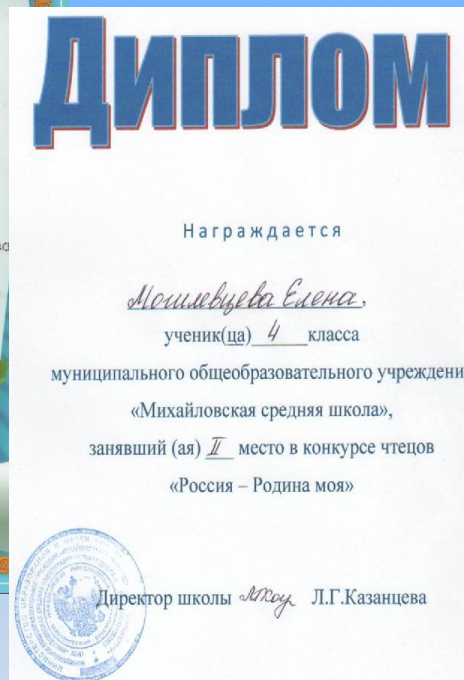 Диплом
Награждается
Могилевцева Елена,
ученик(ца) 4 класса
муниципального общеобразовательного учреждени
«Михайловская средняя школа»,
занявший (ая) II место в конкурсе чтецов
«Россия – Родина моя»
Директор школы Л.Г.Казанцева